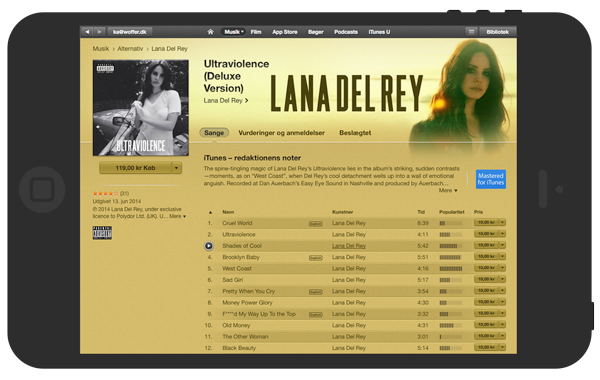 ka@woffer.dk
Musik
Film
App Store
Bøger
Podcasts
iTunes U
Bibliotek
Musik > Alternativ > Lana Del Rey
ULTRAVIOLENCE
119,00 kr Køb
(31)
Udgivet 13. jun 2014
℗ 2014 Lana Del Rey, under exclusive
licence to Polydor Ltd. (UK). U... More
PARENTAL
ADVISORY
Ultraviolence
(Deluxe
Version)
Lana Del Rey >
LANA DEL REY
Sange
Vurderinger og anmeldelser
Beslægtet
iTunes – redaktionens noter
The spine-tingling magic of Lana Del Rey's Ultraviolence lies in the album's striking, sudden contrasts
—moments, as on "West Coast", when Del Rey's cool detachment wells up into a wail of emotional
anguish. Recorded at Dan Auerbach's Easy Eye Sound in Nashville and produced by Auerbach...
More
Mastered
for iTunes
Navn Kunstner Tid Popularitet Pris
1. Cruel World Explicit Lana Del Rey 6:39 10,00 kr
2. Ultraviolence Lana Del Rey 4:11 10,00 kr
Shades of Cool Lana Del Rey 5:42 10,00 kr
4. Brooklyn Baby Explicit Lana Del Rey 5:51 10,00 kr
5. West Coast Lana Del Rey 4:16 10,00 kr
6. Sad Girl Lana Del Rey 5:17 10,00 kr
7. Pretty When You Cry Explicit Lana Del Rey 3:54 10,00 kr
8. Money Power Glory Lana Del Rey 4:30 10,00 kr
9. F***d My Way Up To the Top Explicit Lana Del Rey 3:32 10,00 kr
10. Old Money Lana Del Rey 4:31 10,00 kr
11. The Other Woman Lana Del Rey 3:01 10,00 kr
12. Black Beauty Lana Del Rey 5:14 10,00 kr